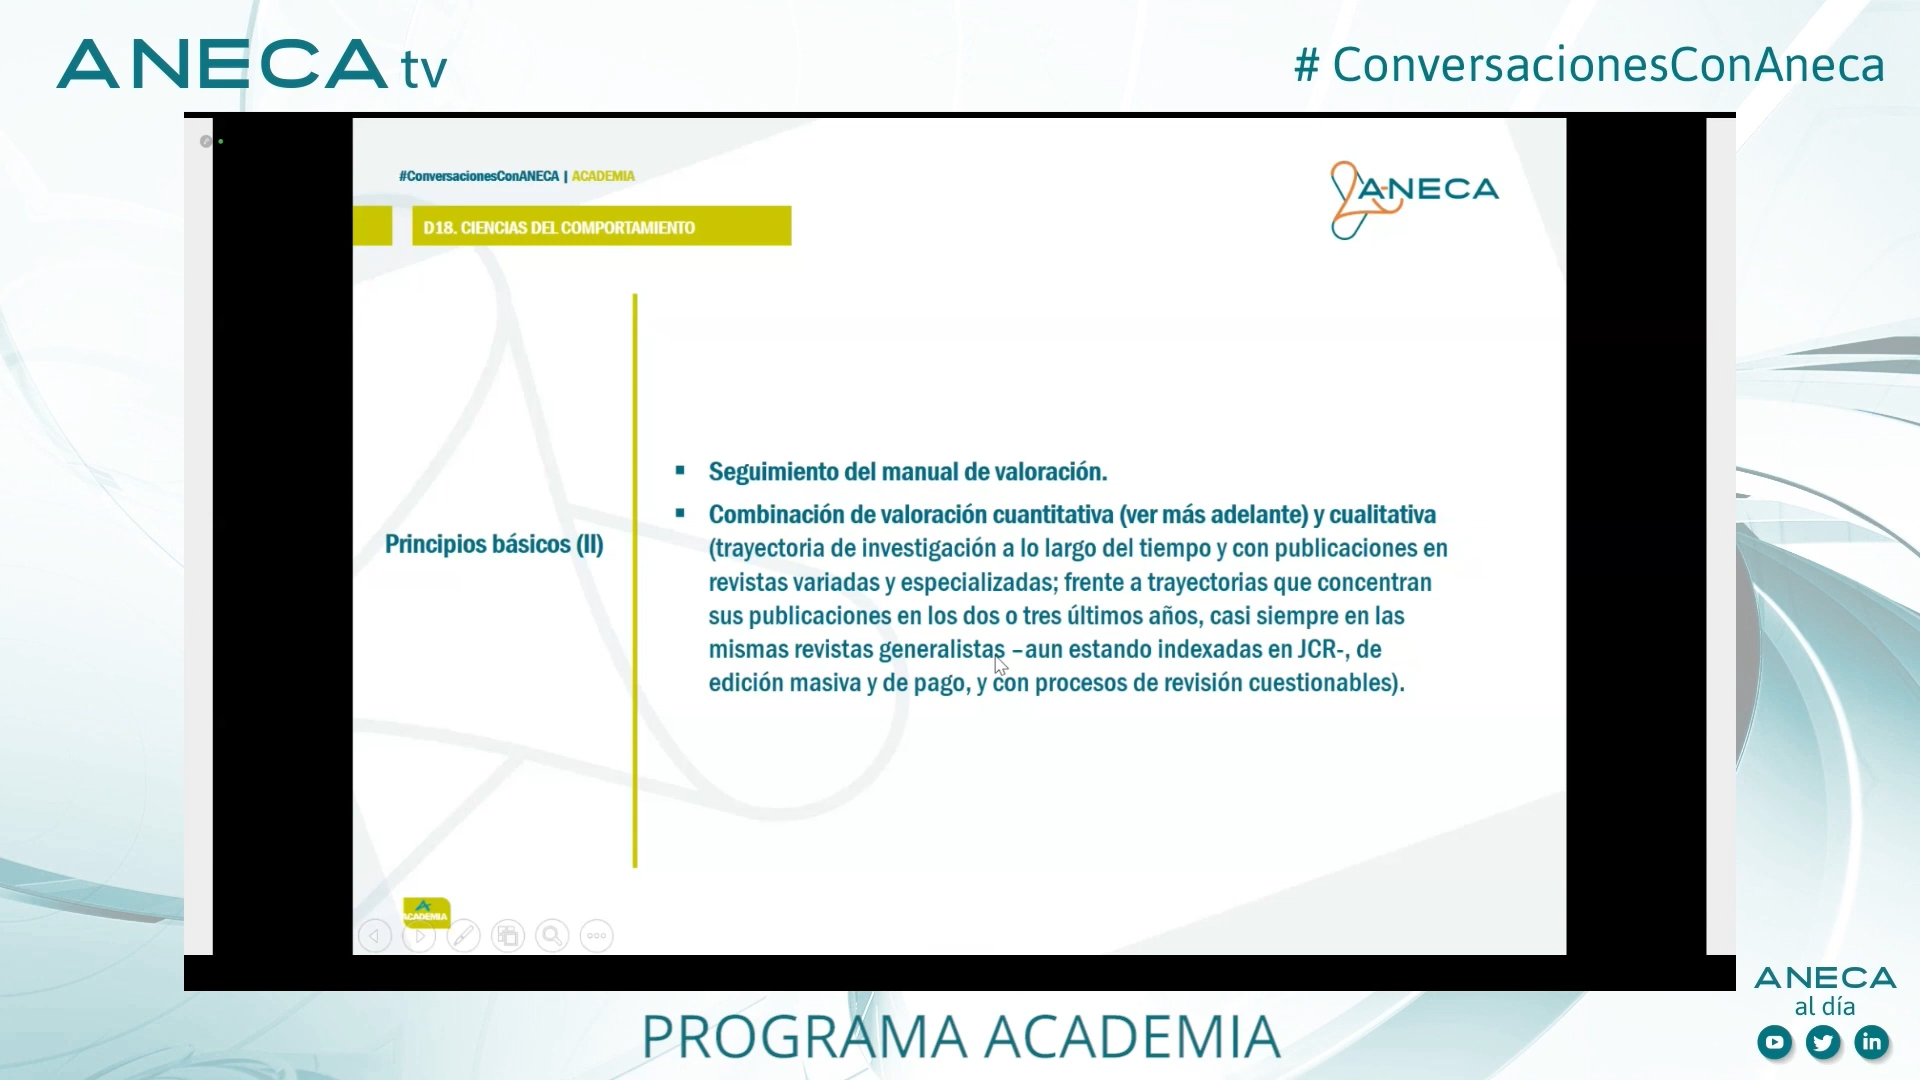 ANECA tv
# ConversacionesConAneca
#ConversacionesConANECA | ACADEMIA
ANECA
D18. CIENCIAS DEL COMPORTAMIENTO
Principios básicos (II)
▪ Seguimiento del manual de valoración.
▪ Combinación de valoración cuantitativa (ver más adelante) y cualitativa
(trayectoria de investigación a lo largo del tiempo y con publicaciones en
revistas variadas y especializadas; frente a trayectorias que concentran
sus publicaciones en los dos o tres últimos años, casi siempre en las
mismas revistas generalistas –aun estando indexadas en JCR-, de
edición masiva y de pago, y con procesos de revisión cuestionables).
ACADEMIA
PROGRAMA ACADEMIA
ANECA
al día
in